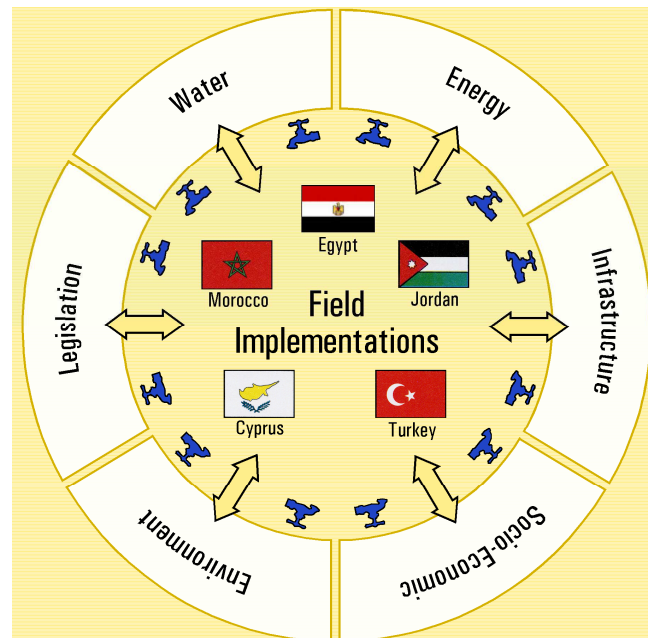 Water
Energy
Legislation
Infrastructure
Environment
Socio-Economic
Egypt
Morocco
Jordan
Field
Implementations
Cyprus
Turkey